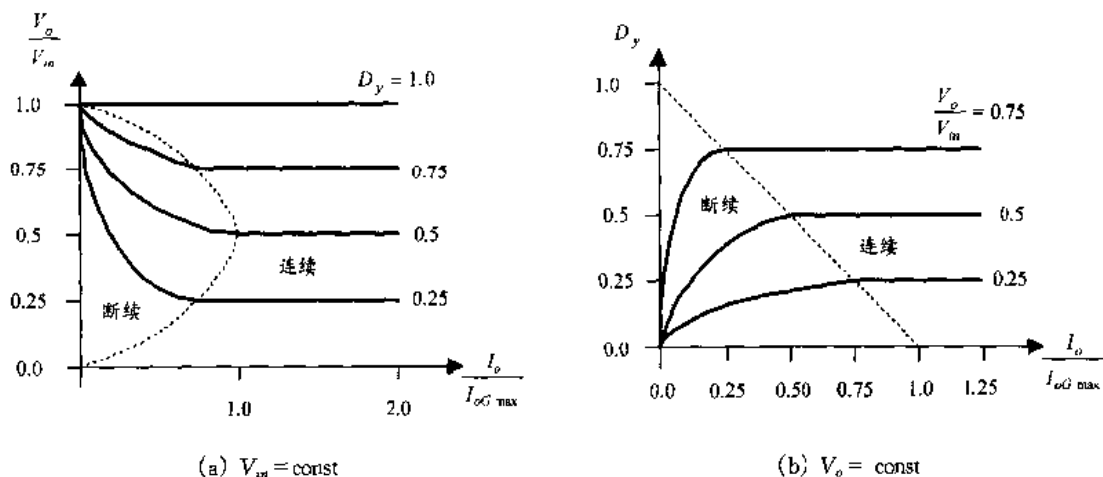 V_o / V_in
D_y = 1.0
1.0
0.75
0.5
0.25
0.0
0.75
0.5
0.25
连续
断续
1.0
2.0
I_o / I_oG max
(a) V_in = const
D_y
1.0
0.75
0.5
0.25
0.0
V_o / V_in = 0.75
0.5
0.25
断续
连续
0.0 0.25 0.50 0.75 1.00 1.25
I_o / I_oG max
(b) V_o = const